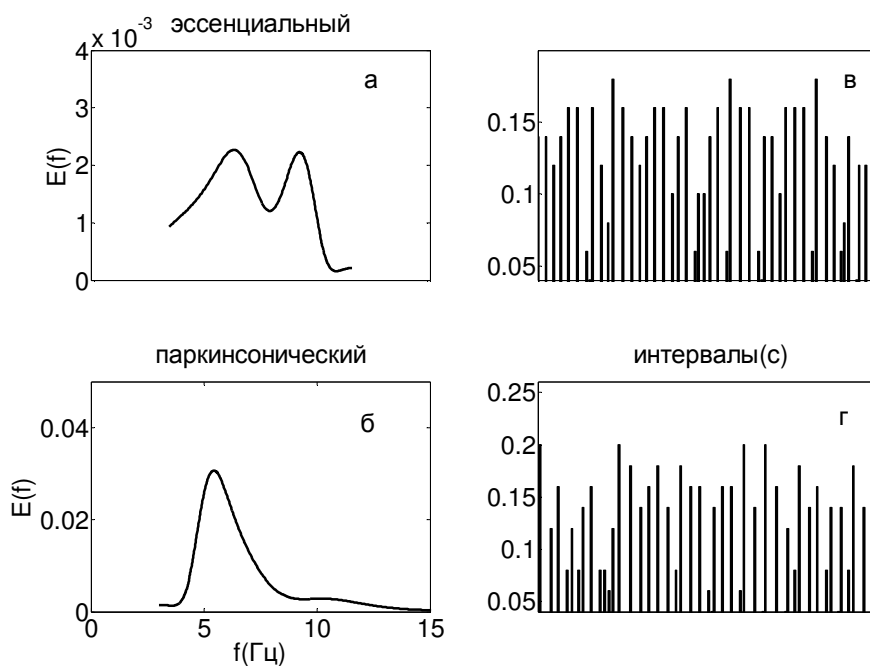 эссенциальный
x 10⁻³
4
3
2
1
0
E(f)
а
0.15
0.1
0.05
в
паркинсонический
0.04
0.02
0
E(f)
б
0 5 10 15
f(Гц)
интервалы(с)
0.25
0.2
0.15
0.1
0.05
г